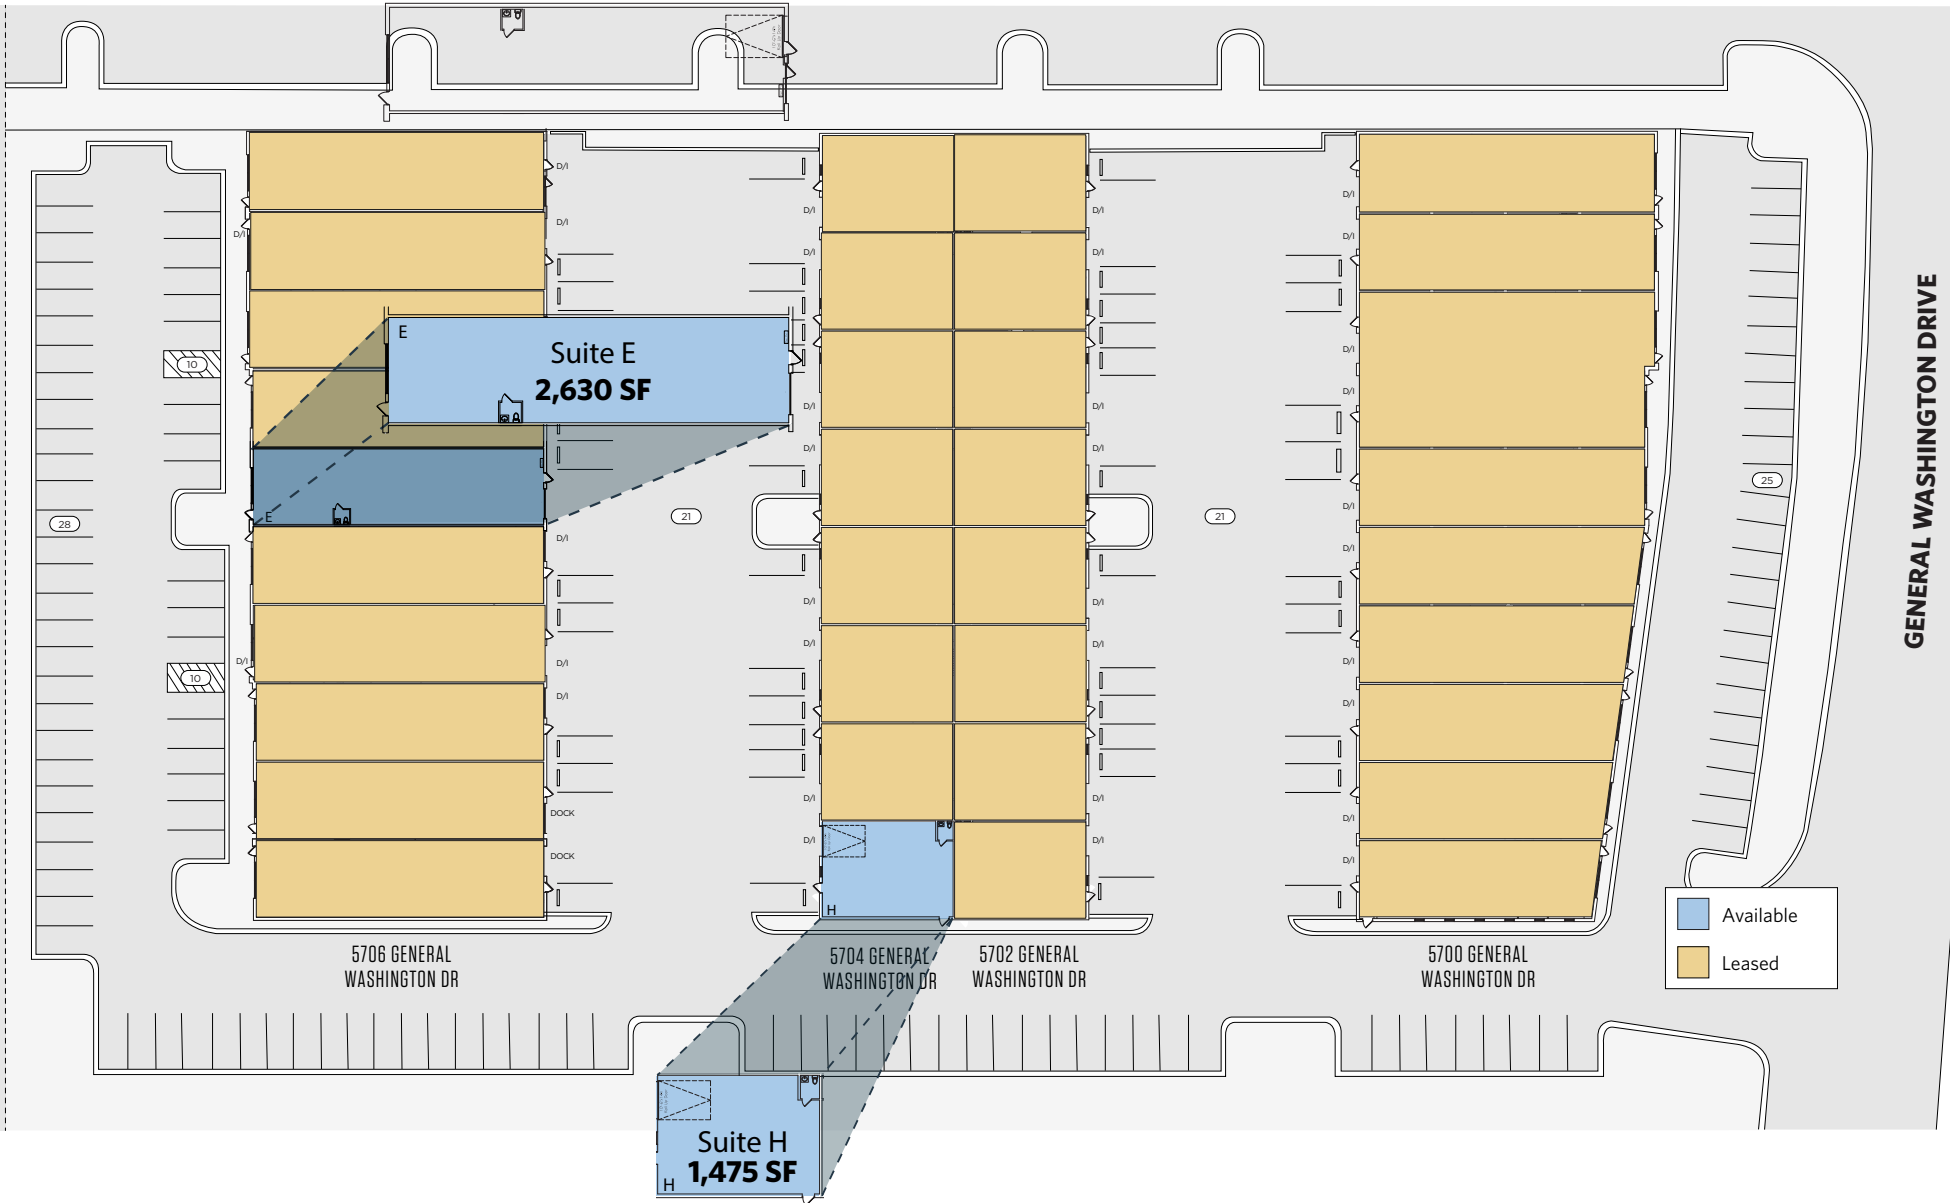 D/I
D/I
D/I
D/I
D/I
D/I
D/I
D/I
D/I
D/I
E
Suite E
2,630 SF
10
D/I
D/I
D/I
D/I
D/I
D/I
E
28
21
21
25
D/I
D/I
D/I
D/I
D/I
D/I
D/I
D/I
D/I
D/I
D/I
10
D/I
D/I
D/I
D/I
DOCK
D/I
D/I
D/I
D/I
DOCK
D/I
H
GENERAL WASHINGTON DRIVE
Available
Leased
5706 GENERAL
WASHINGTON DR
5704 GENERAL
WASHINGTON DR
5702 GENERAL
WASHINGTON DR
5700 GENERAL
WASHINGTON DR
Suite H
1,475 SF
H